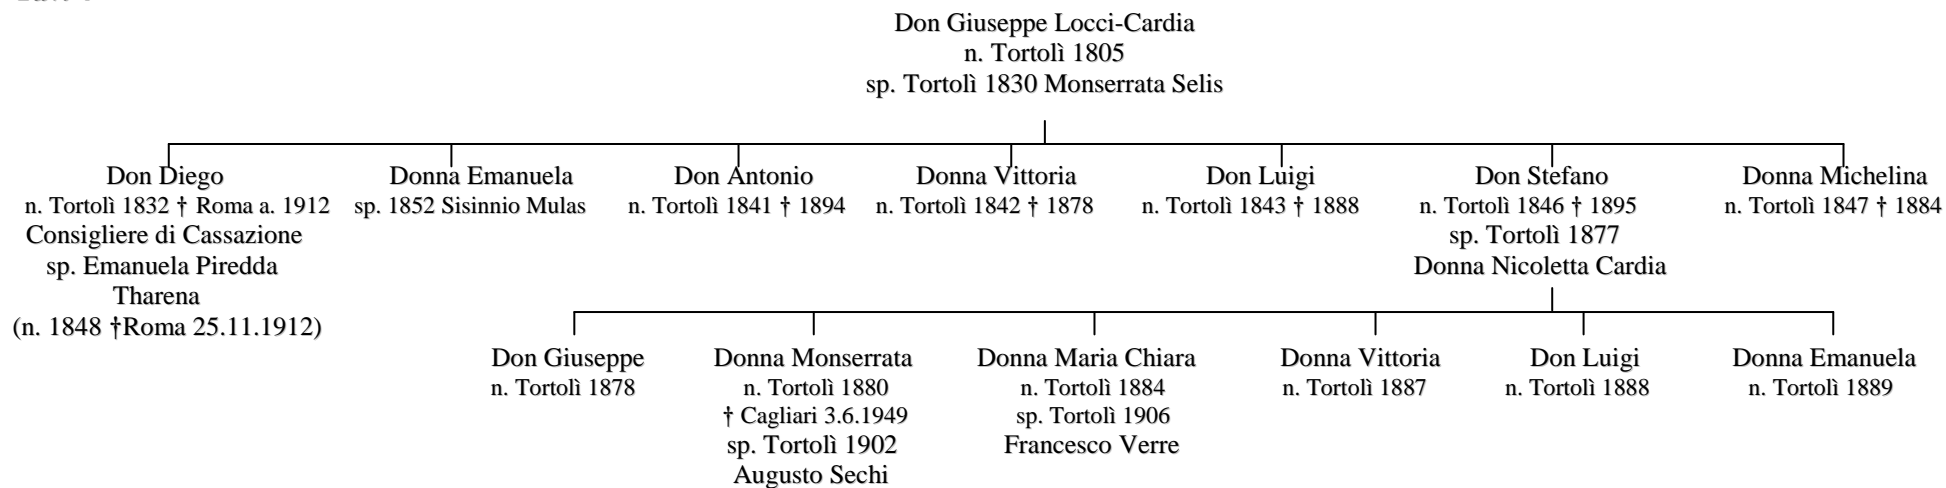 Don Giuseppe Locci-Cardia
n. Tortolì 1805
sp. Tortolì 1830 Monserrata Selis
Don Diego
n. Tortolì 1832 † Roma a. 1912
Consigliere di Cassazione
sp. Emanuela Piredda
Tharena
(n. 1848 †Roma 25.11.1912)
Donna Emanuela
sp. 1852 Sisinnio Mulas
Don Antonio
n. Tortolì 1841 † 1894
Donna Vittoria
n. Tortolì 1842 † 1878
Don Luigi
n. Tortolì 1843 † 1888
Don Stefano
n. Tortolì 1846 † 1895
sp. Tortolì 1877
Donna Nicoletta Cardia
Donna Michelina
n. Tortolì 1847 † 1884
Don Giuseppe
n. Tortolì 1878
Donna Monserrata
n. Tortolì 1880
† Cagliari 3.6.1949
sp. Tortolì 1902
Augusto Sechi
Donna Maria Chiara
n. Tortolì 1884
sp. Tortolì 1906
Francesco Verre
Donna Vittoria
n. Tortolì 1887
Don Luigi
n. Tortolì 1888
Donna Emanuela
n. Tortolì 1889